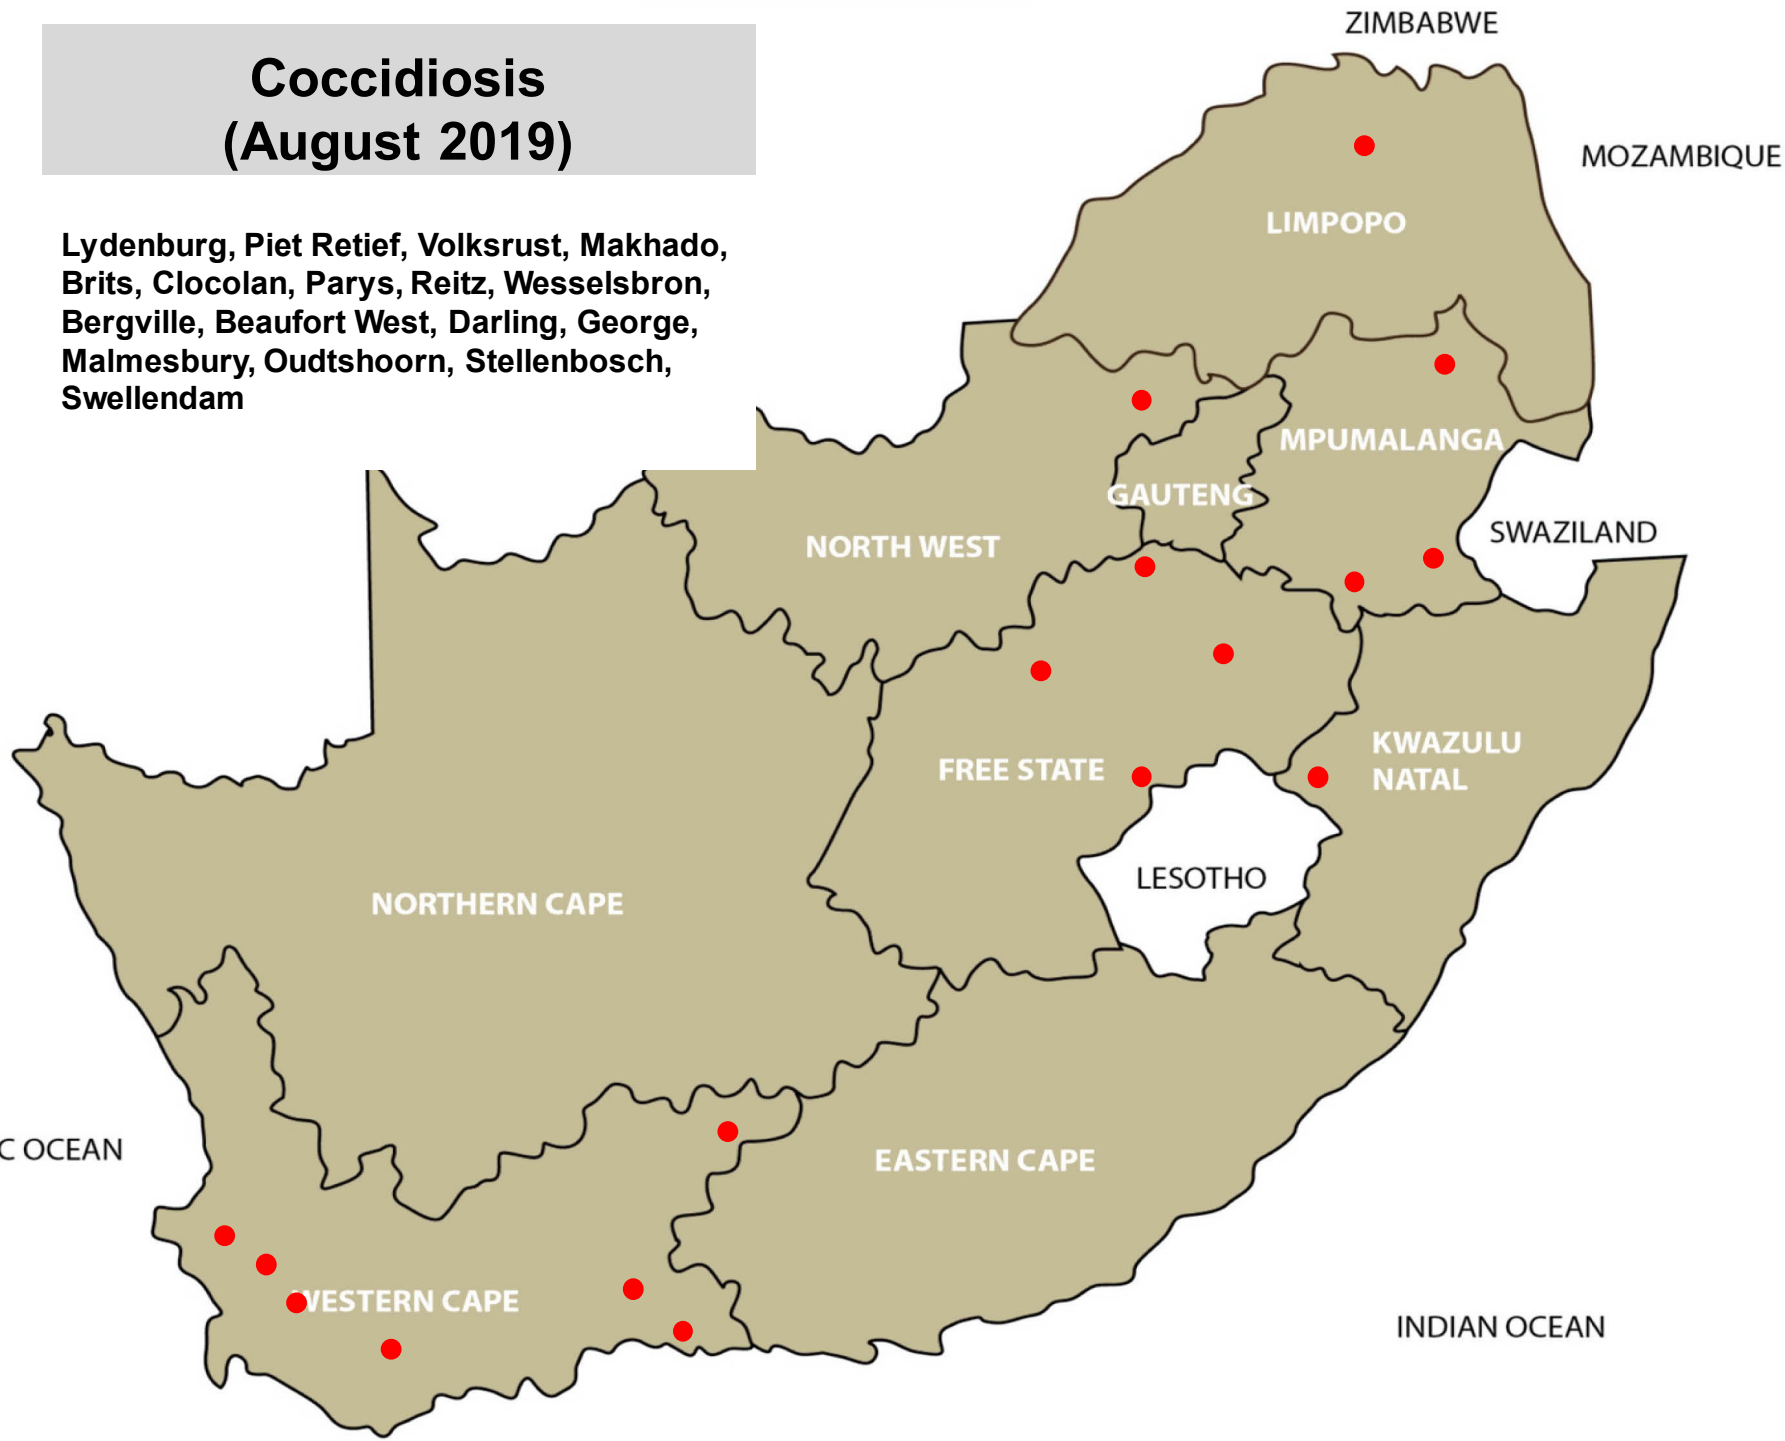 Coccidiosis
(August 2019)
Lydenburg, Piet Retief, Volksrust, Makhado,
Brits, Clocolan, Parys, Reitz, Wesselsbron,
Bergville, Beaufort West, Darling, George,
Malmesbury, Oudtshoorn, Stellenbosch,
Swellendam
ZIMBABWE
MOZAMBIQUE
LIMPOPO
MPUMALANGA
GAUTENG
SWAZILAND
NORTH WEST
KWAZULU
NATAL
FREE STATE
LESOTHO
NORTHERN CAPE
C OCEAN
EASTERN CAPE
WESTERN CAPE
INDIAN OCEAN